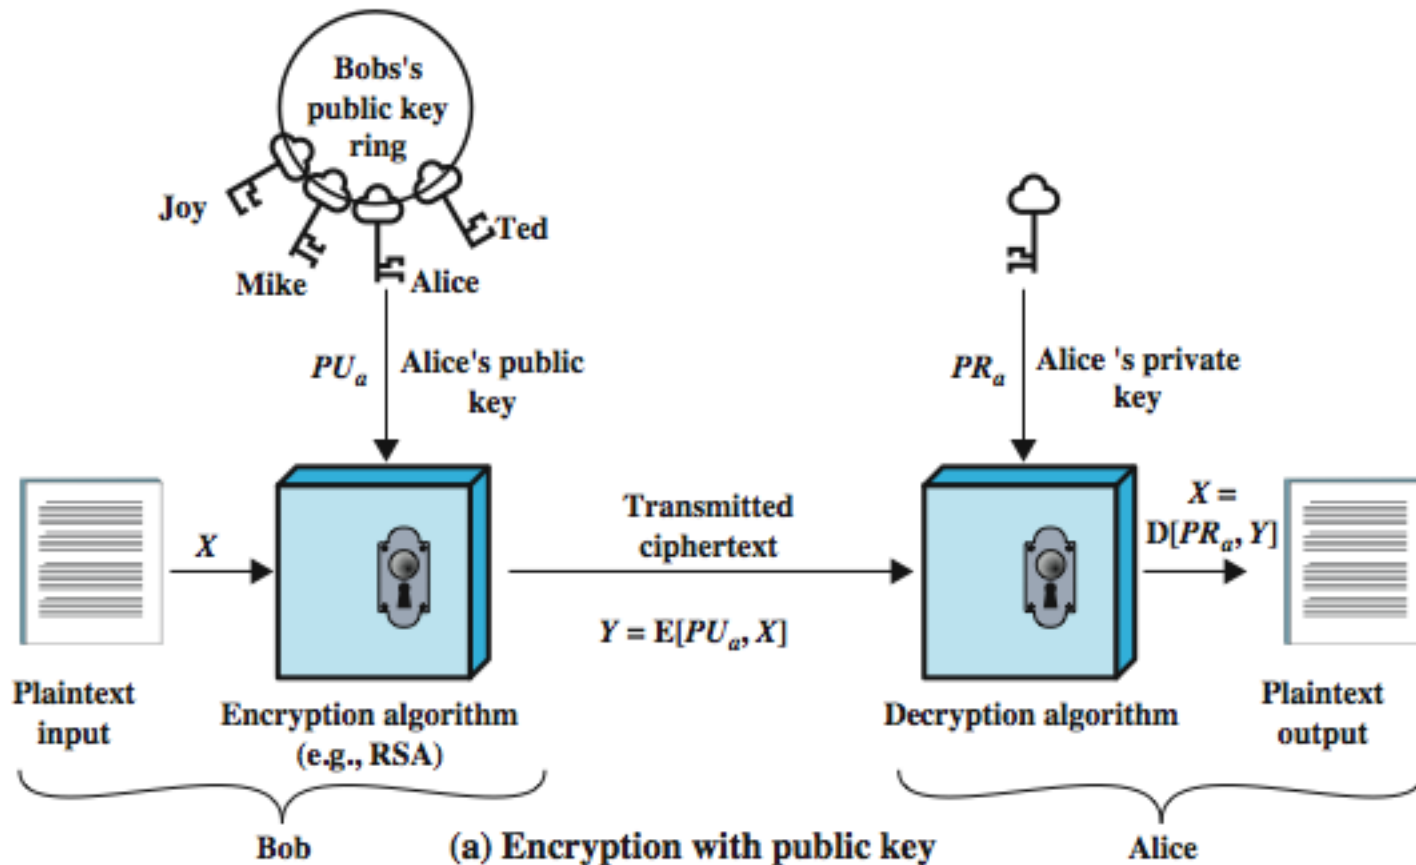 Bobs's
public key
ring
Joy
Ted
Mike
Alice
PUa
Alice's public
key
PRa
Alice 's private
key
X
Transmitted
ciphertext
X =
D[PRa, Y]
Y = E[PUa, X]
Plaintext
input
Encryption algorithm
(e.g., RSA)
Decryption algorithm
Plaintext
output
Bob
(a) Encryption with public key
Alice